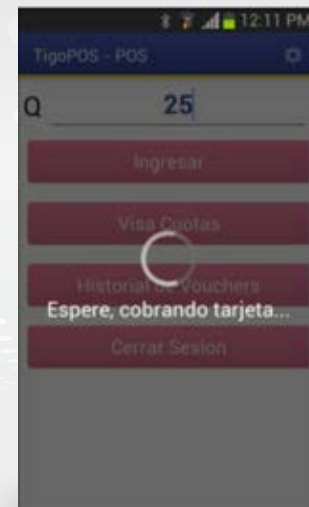 12:11 PM
TigoPOS - POS
Q 25
Ingresar
Visa Cuotas
Historial de Vouchers
Espere, cobrando tarjeta...
Cerrar Sesion